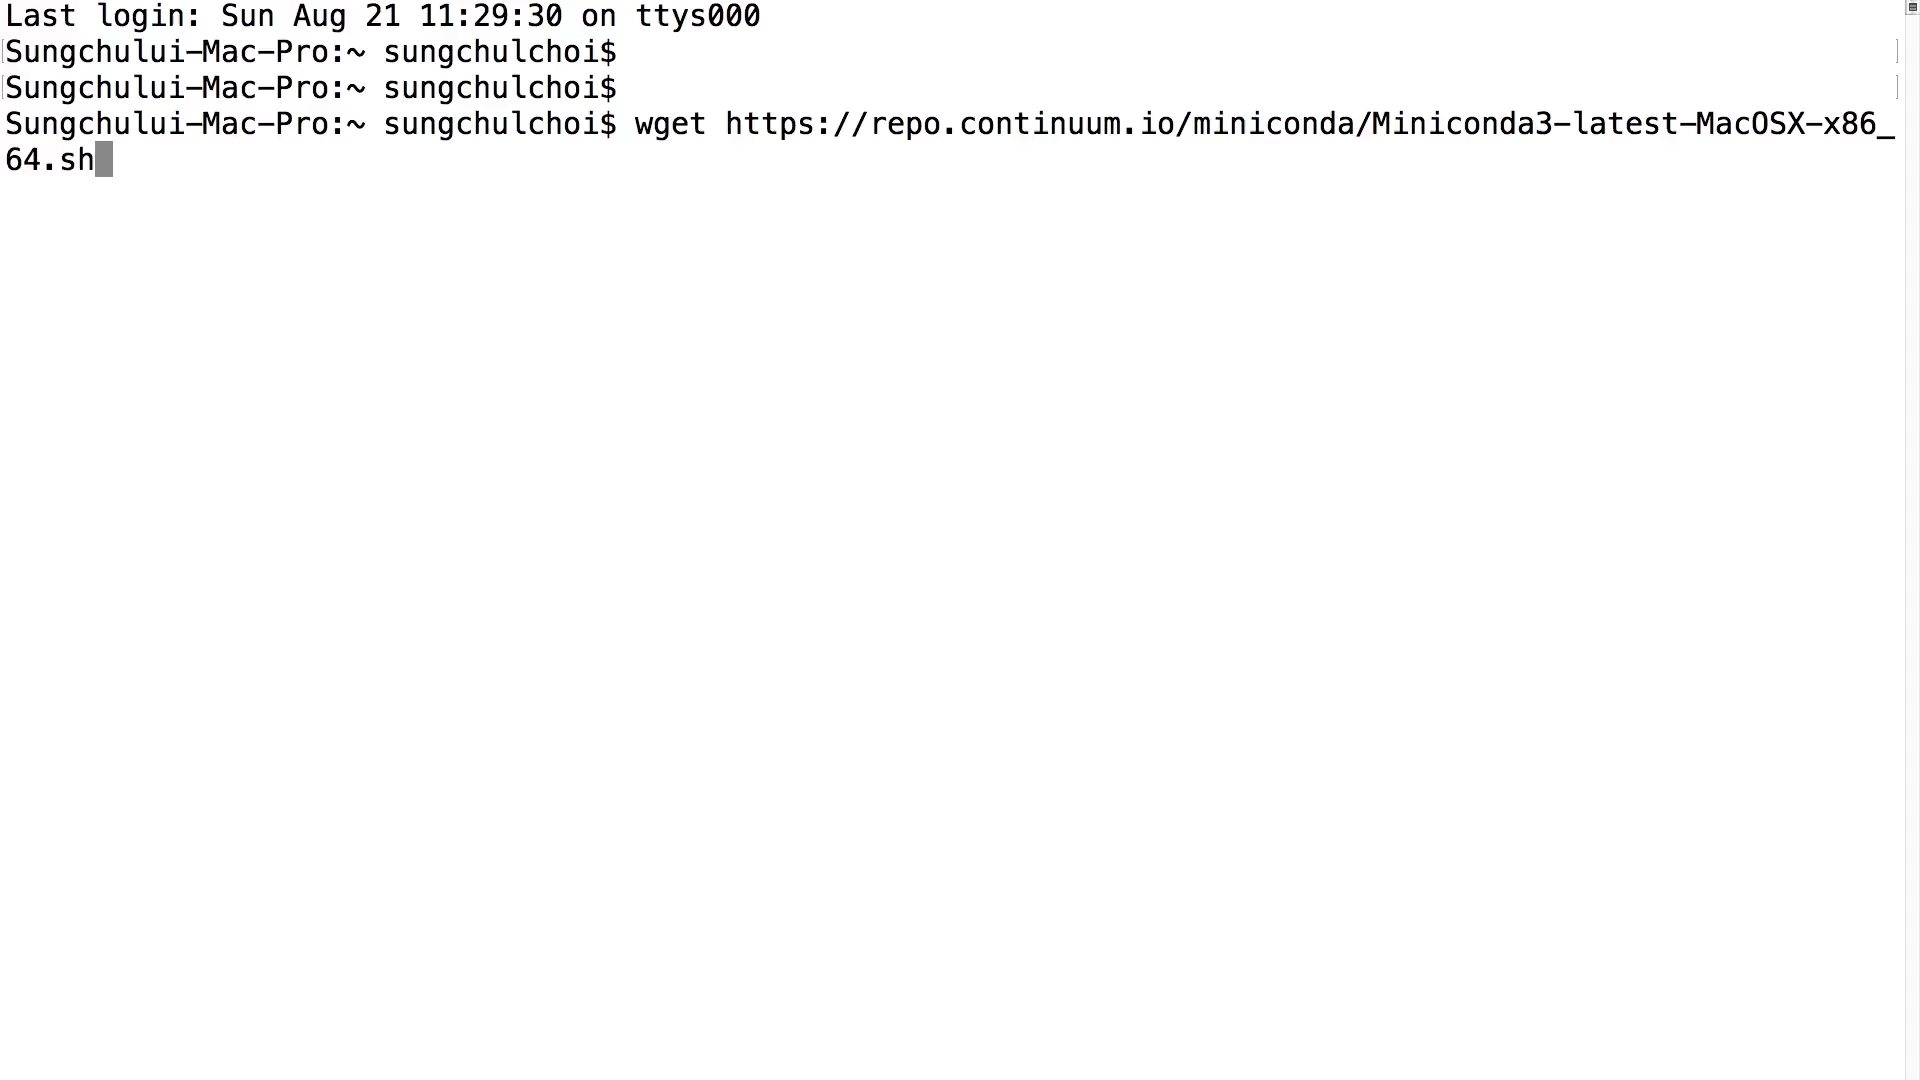 Last login: Sun Aug 21 11:29:30 on ttys000
Sungchului-Mac-Pro:~ sungchulchoi$
Sungchului-Mac-Pro:~ sungchulchoi$
Sungchului-Mac-Pro:~ sungchulchoi$ wget https://repo.continuum.io/miniconda/Miniconda3-latest-MacOSX-x86_
64.sh